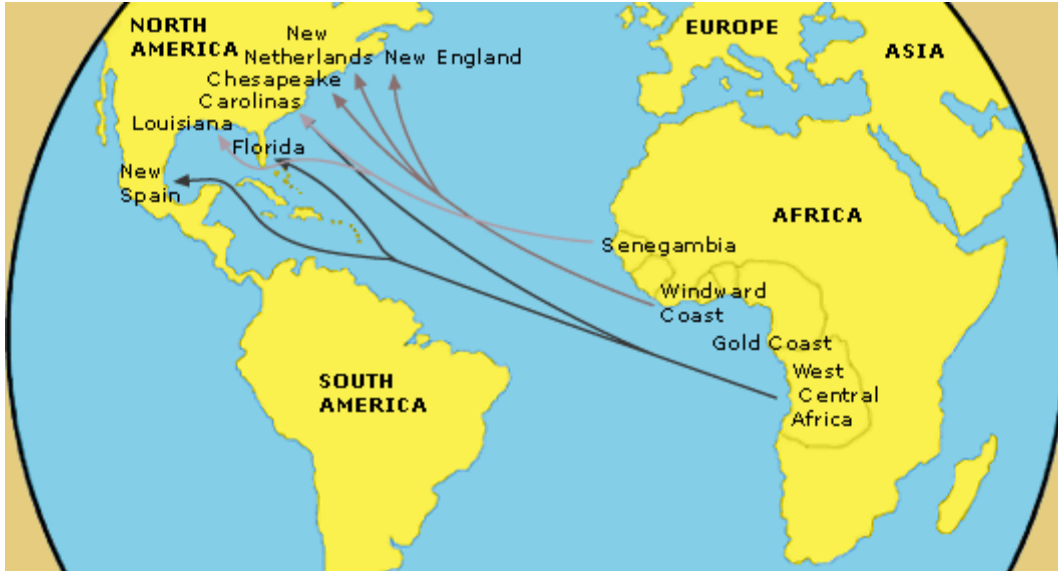 NORTH
AMERICA
New
Netherlands
New England
Chesapeake
Carolinas
Louisiana
Florida
New
Spain
SOUTH
AMERICA
EUROPE
ASIA
AFRICA
Senegambia
Windward
Coast
Gold Coast
West
Central
Africa